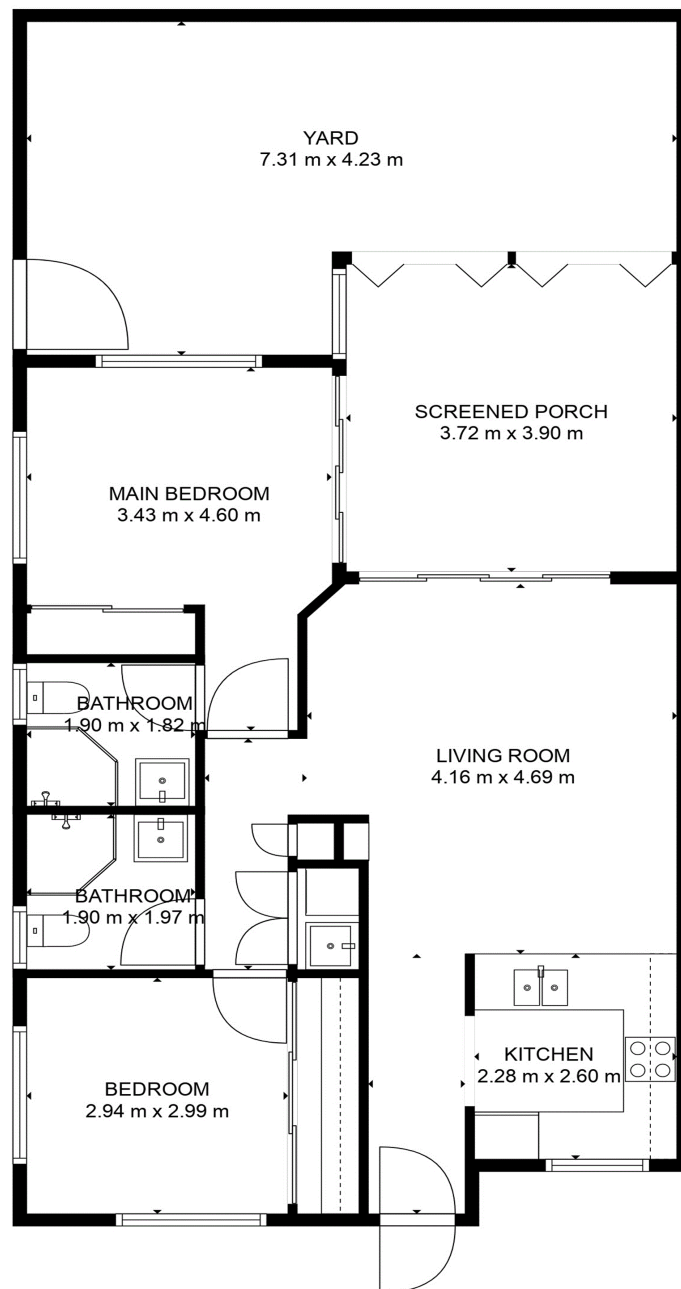 YARD
7.31 m x 4.23 m
SCREENED PORCH
3.72 m x 3.90 m
MAIN BEDROOM
3.43 m x 4.60 m
BATHROOM
1.90 m x 1.82 m
LIVING ROOM
4.16 m x 4.69 m
BATHROOM
1.90 m x 1.97 m
KITCHEN
2.28 m x 2.60 m
BEDROOM
2.94 m x 2.99 m